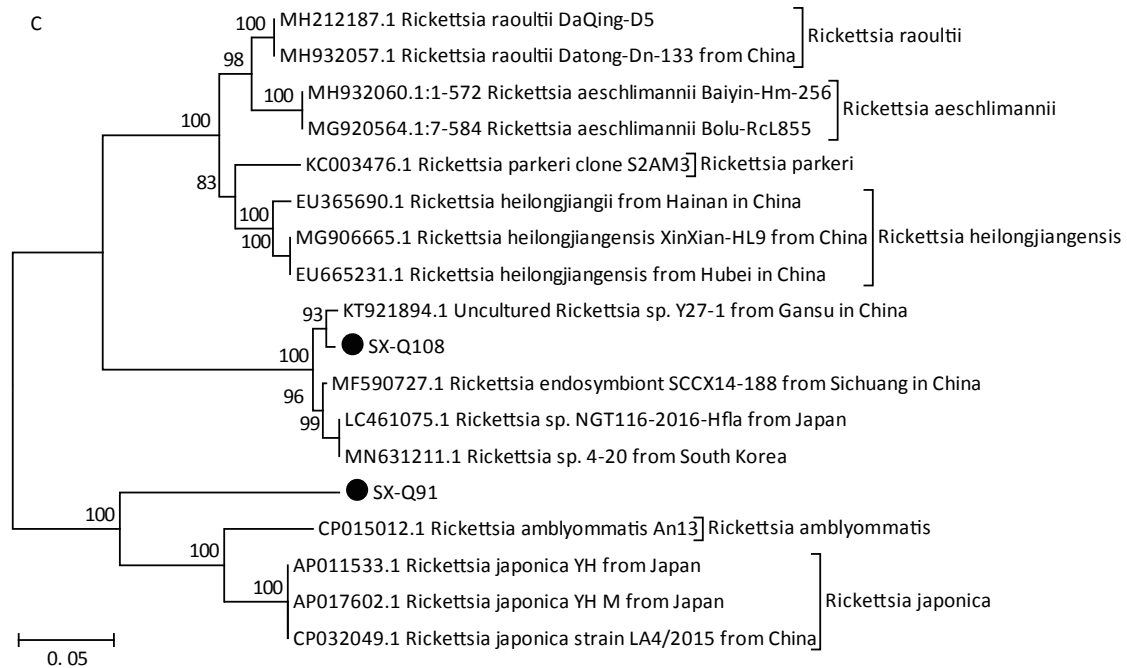 C
100
MH212187.1 Rickettsia raoultii DaQing-D5
Rickettsia raoultii
MH932057.1 Rickettsia raoultii Datong-Dn-133 from China
98
100
MH932060.1:1-572 Rickettsia aeschlimannii Baiyin-Hm-256
Rickettsia aeschlimannii
100
MG920564.1:7-584 Rickettsia aeschlimannii Bolu-RcL855
KC003476.1 Rickettsia parkeri clone S2AM3
Rickettsia parkeri
83
EU365690.1 Rickettsia heilongjiangii from Hainan in China
100
MG906665.1 Rickettsia heilongjiangensis XinXian-HL9 from China
Rickettsia heilongjiangensis
100
EU665231.1 Rickettsia heilongjiangensis from Hubei in China
93
KT921894.1 Uncultured Rickettsia sp. Y27-1 from Gansu in China
SX-Q108
100
MF590727.1 Rickettsia endosymbiont SCCX14-188 from Sichuang in China
96
LC461075.1 Rickettsia sp. NGT116-2016-Hfla from Japan
99
MN631211.1 Rickettsia sp. 4-20 from South Korea
SX-Q91
100
CP015012.1 Rickettsia amblyommatis An13
Rickettsia amblyommatis
100
AP011533.1 Rickettsia japonica YH from Japan
100
AP017602.1 Rickettsia japonica YH M from Japan
Rickettsia japonica
CP032049.1 Rickettsia japonica strain LA4/2015 from China
0. 05